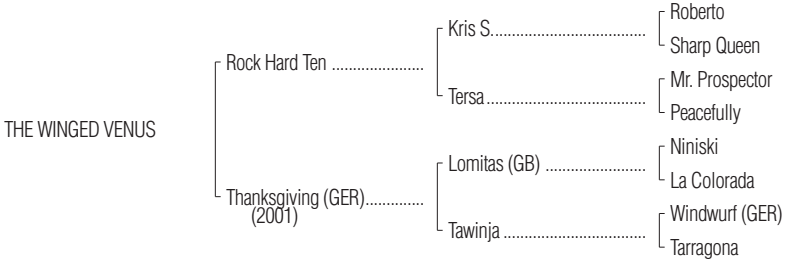 Roberto
Kris S.
Sharp Queen
Rock Hard Ten
Mr. Prospector
Tersa
Peacefully
THE WINGED VENUS
Niniski
Lomitas (GB)
La Colorada
Thanksgiving (GER)
(2001)
Windwurf (GER)
Tawinja
Tarragona